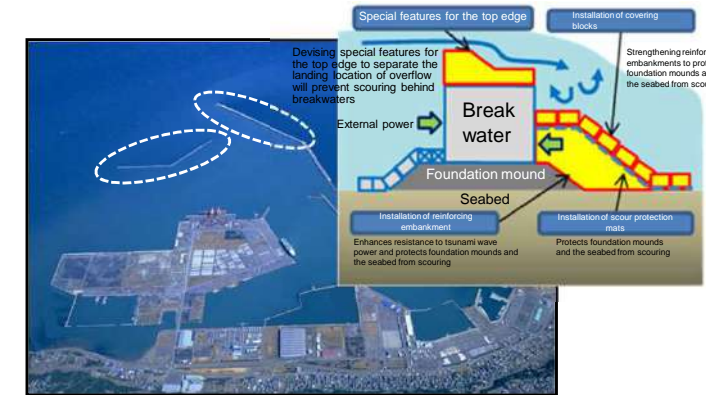 Special features for the top edge
Installation of covering
blocks
Devising special features for
the top edge to separate the
landing location of overflow
will prevent scouring behind
breakwaters
Strengthening
embankments to
foundation mounds
the seabed from
External power
Break
water
Foundation mound
Seabed
Installation of reinforcing
embankment
Enhances resistance to tsunami wave
power and protects foundation mounds and
the seabed from scouring
Installation of scour protection
mats
Protects foundation mounds
and the seabed from scouring